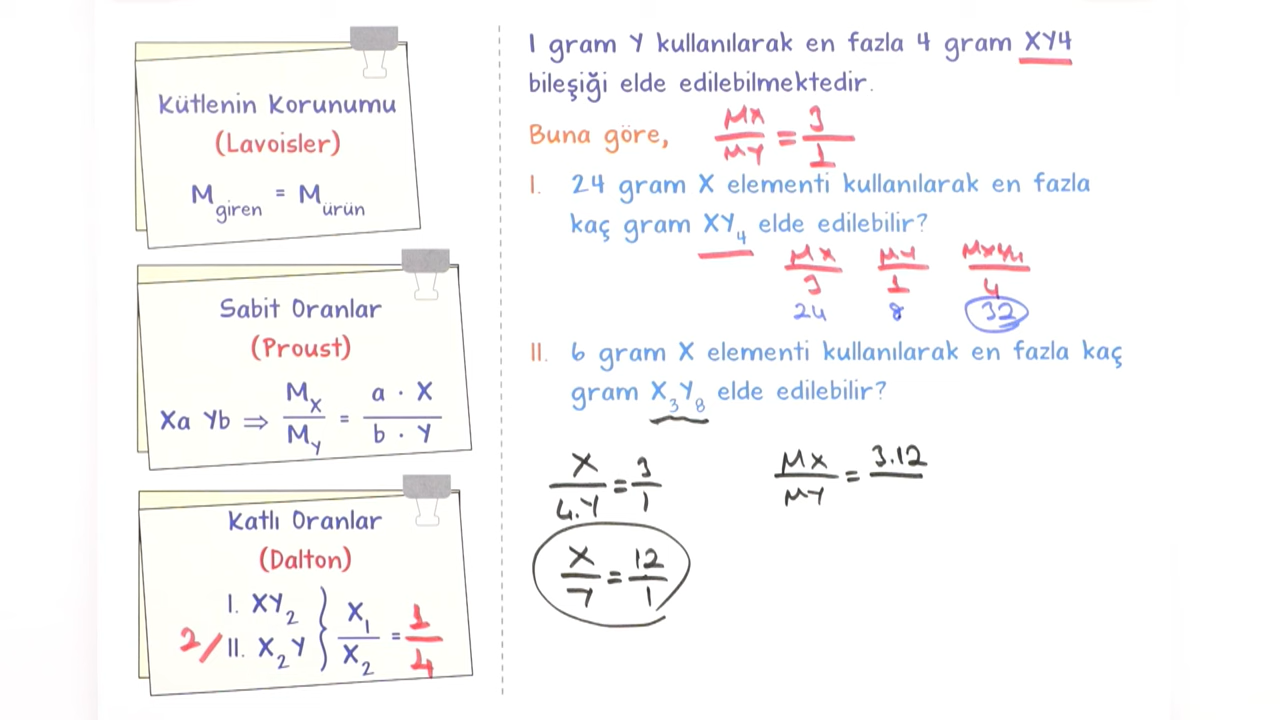 Kütlenin Korunumu
(Lavoisler)
M giren = M ürün
Sabit Oranlar
(Proust)
Xa Yb ⇒ Mx/My = a . X / b . Y
Katlı Oranlar
(Dalton)
I. XY2
2/ II. X2Y
X1/X2 = 1/4
1 gram Y kullanılarak en fazla 4 gram XY4
bileşiği elde edilebilmektedir.
Buna göre,
MX/MY = 3/1
I. 24 gram X elementi kullanılarak en fazla
kaç gram XY4 elde edilebilir?
MX MY MXY4
3 1 4
24 8 32
II. 6 gram X elementi kullanılarak en fazla kaç
gram X3Y8 elde edilebilir?
X/4.Y = 3/1
MX/MY = 3.12
X/Y = 12/1